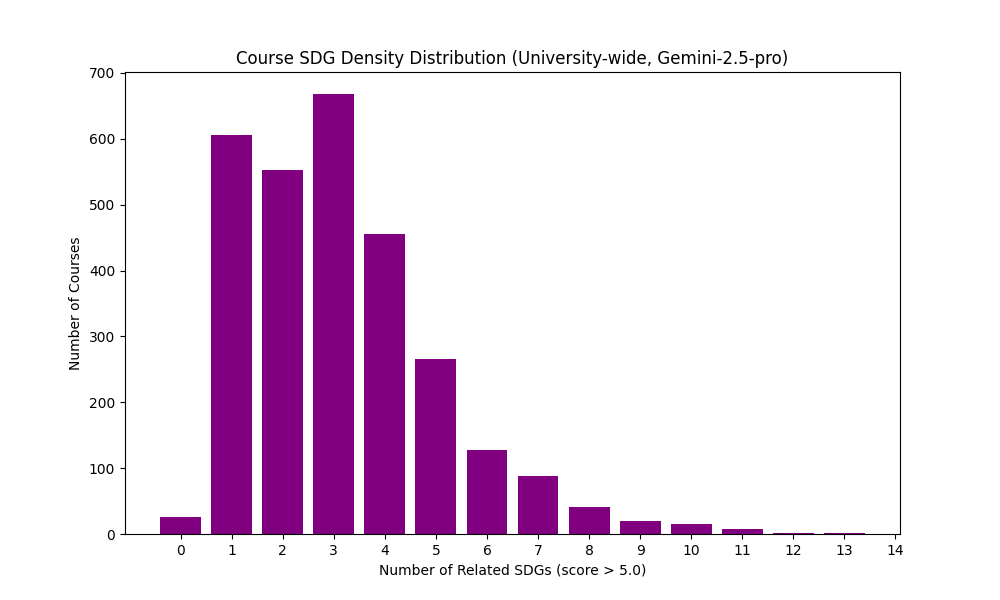 Course SDG Density Distribution (University-wide, Gemini-2.5-pro)
700
600
500
400
300
200
100
0
Number of Courses
0 1 2 3 4 5 6 7 8 9 10 11 12 13 14
Number of Related SDGs (score > 5.0)